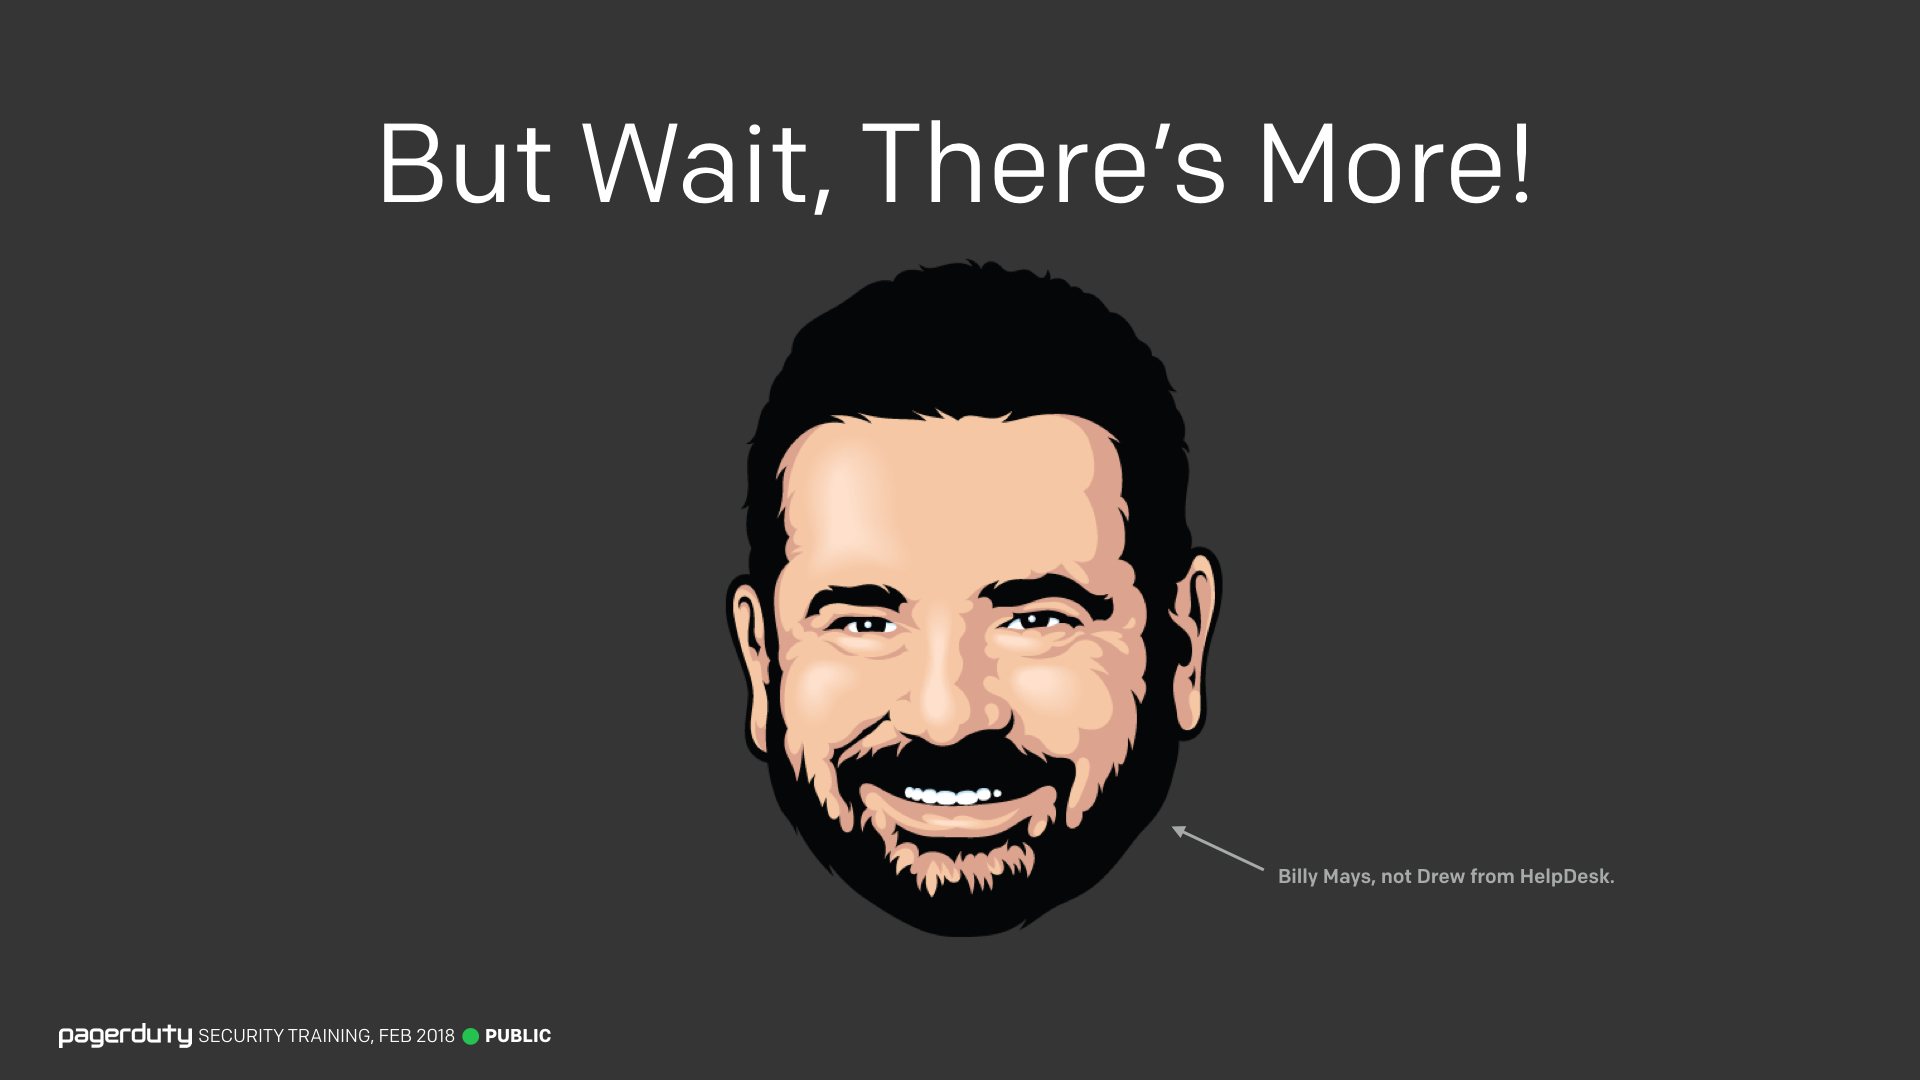 But Wait, There’s More!
Billy Mays, not Drew from HelpDesk.
pagerduty SECURITY TRAINING, FEB 2018 PUBLIC